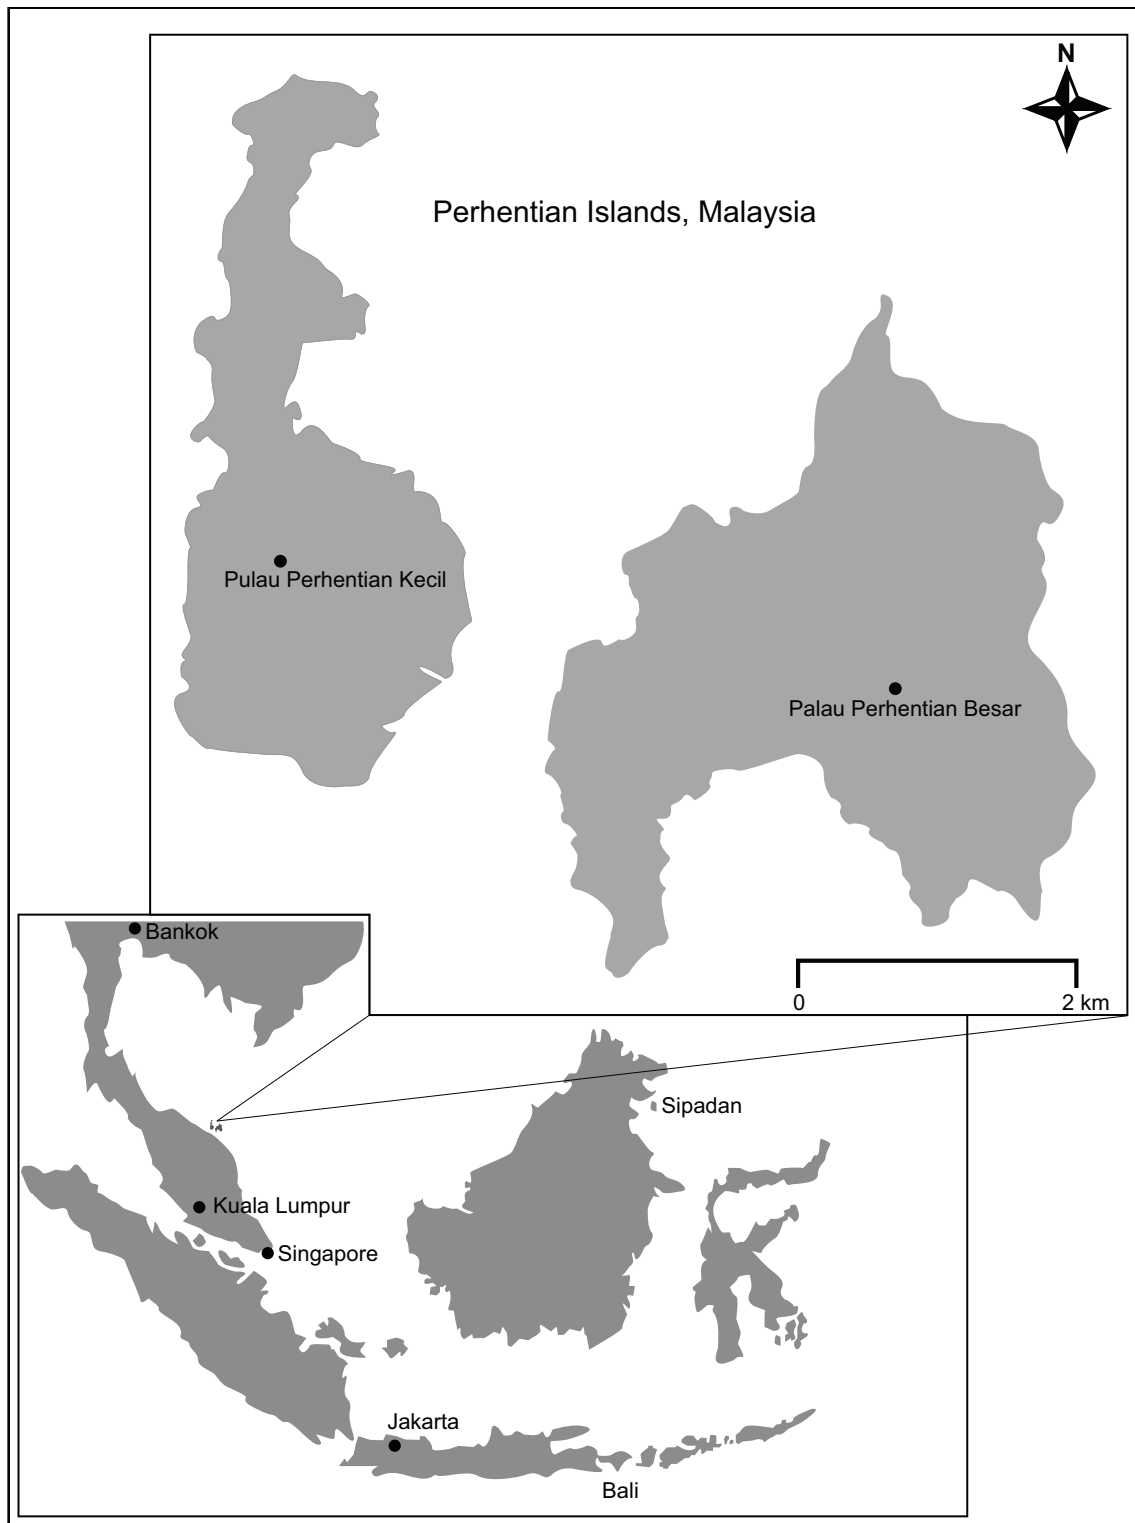 N
Perhentian Islands, Malaysia
Pulau Perhentian Kecil
Palau Perhentian Besar
0 2 km
Bankok
Sipadan
Kuala Lumpur
Singapore
Jakarta
Bali